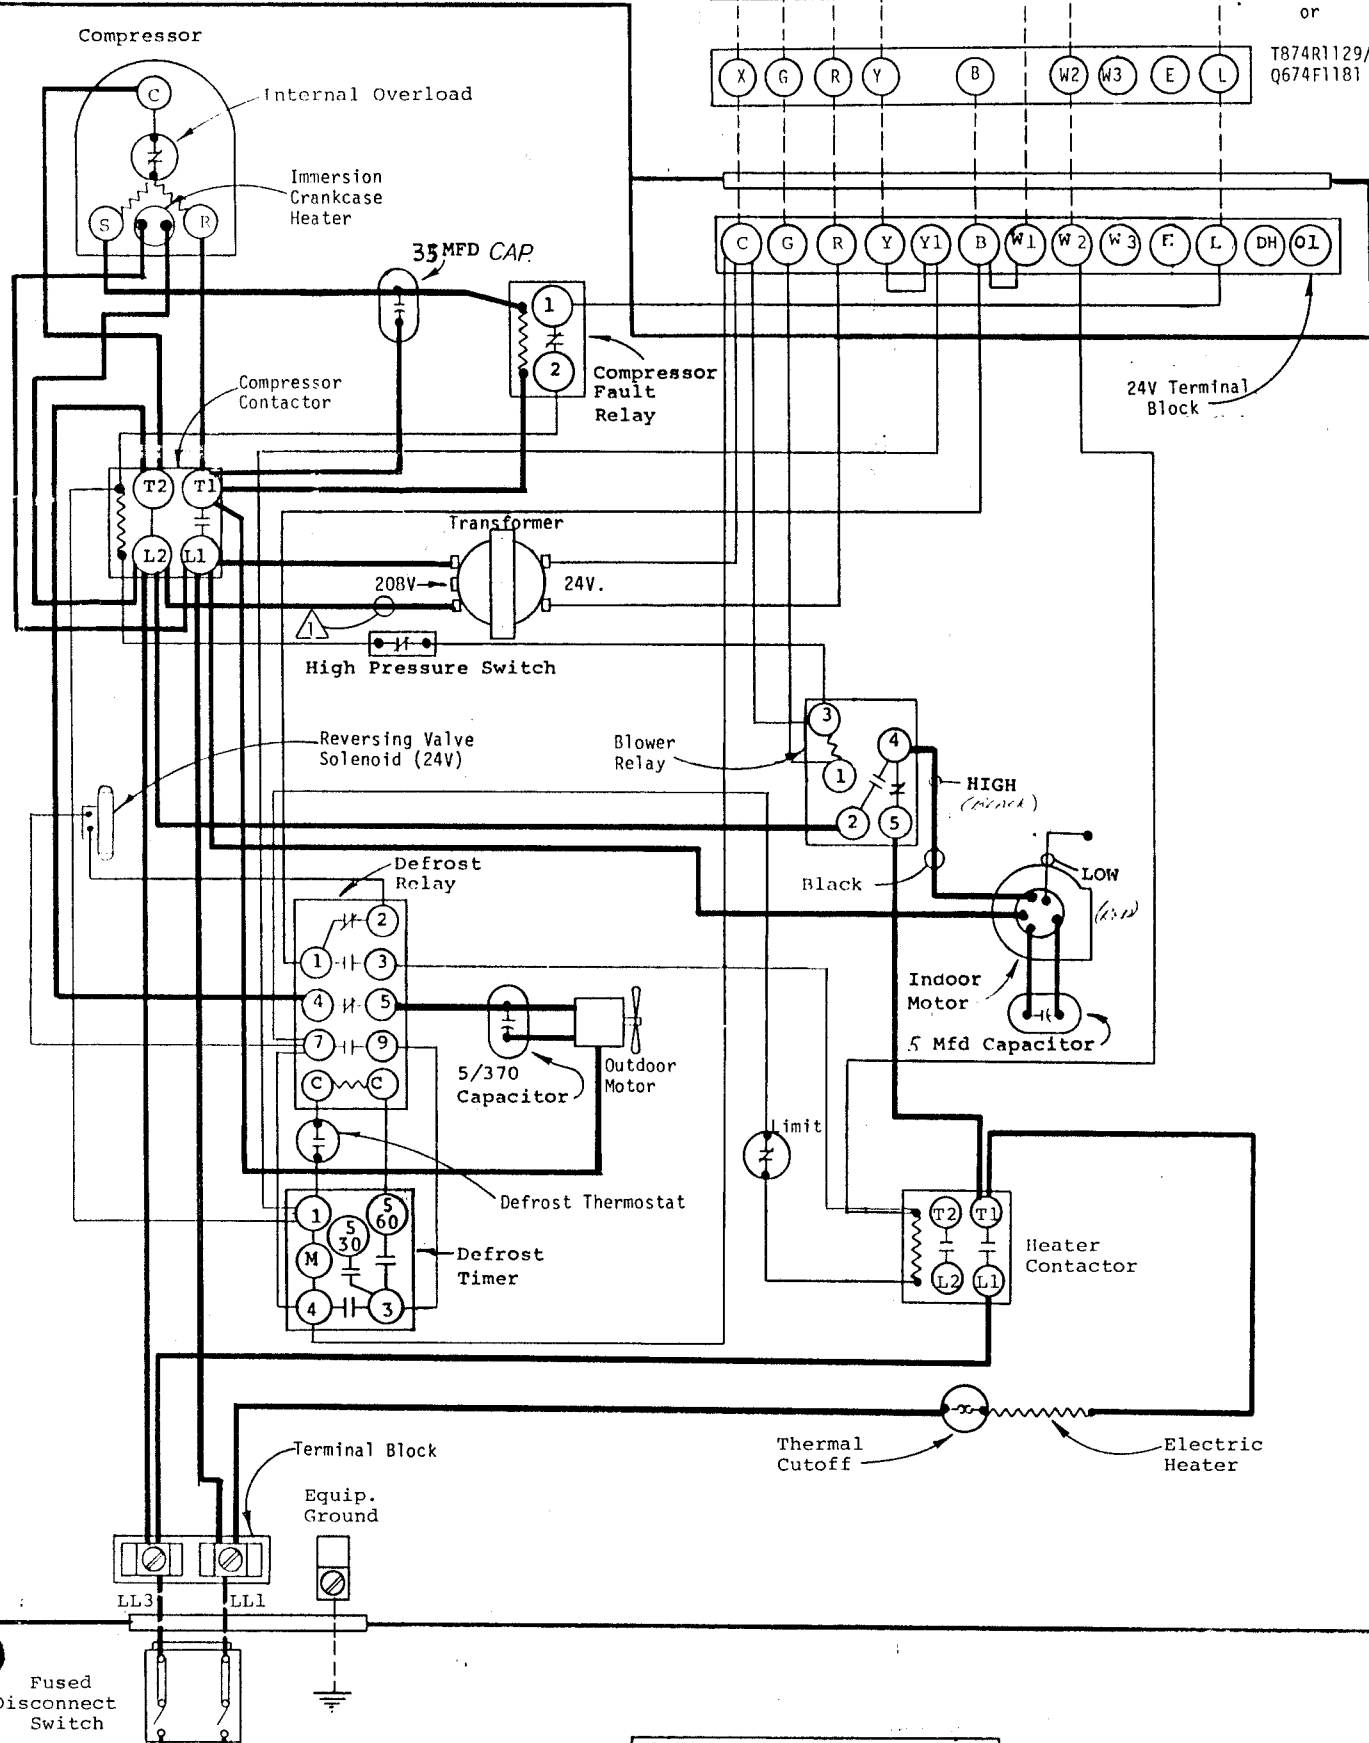 or
Compressor
T874R1129/
Q674F1181
X G R Y B W2 W3 E L
C
Internal Overload
Immersion
Crankcase
Heater
S R
C G R Y Y1 B W1 W2 W3 E L DH 01
35 MFD CAP.
1
2
Compressor
Fault
Relay
Compressor
Contactor
24V Terminal
Block
T2 T1
L2 L1
Transformer
208V
24V.
1
High Pressure Switch
Reversing Valve
Solenoid (24V)
Blower
Relay
3
4
1
2 5
HIGH
Black
LOW
Defrost
Relay
2
1 3
4 5
7 9
C C
Indoor
Motor
5 Mfd Capacitor
5/370
Capacitor
Outdoor
Motor
Limit
Defrost Thermostat
1
5
30
5
60
M
4 3
Defrost
Timer
T2 T1
L2 L1
Heater
Contactor
Thermal
Cutoff
Electric
Heater
Terminal Block
Equip.
Ground
LL3 LL1
Fused
Disconnect
Switch